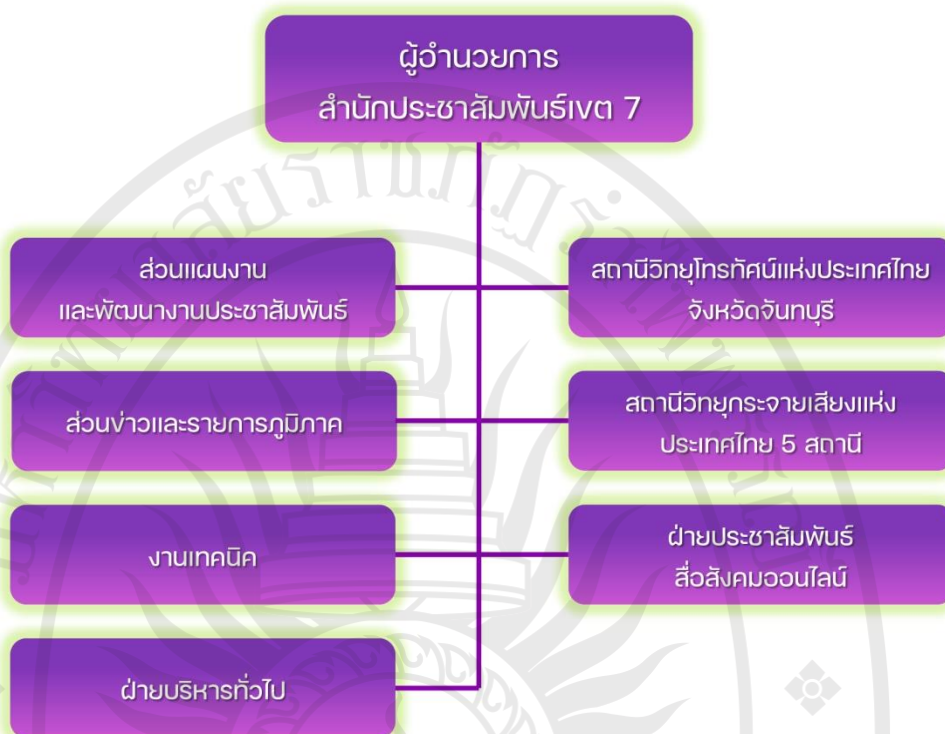 ผู้อำนวยการ
สำนักประชาสัมพันธ์เขต 7
ส่วนแผนงาน
และพัฒนางานประชาสัมพันธ์
สถานีวิทยุโทรทัศน์แห่งประเทศไทย
จังหวัดจันทบุรี
ส่วนข่าวและรายการภูมิภาค
สถานีวิทยุกระจายเสียงแห่ง
ประเทศไทย 5 สถานี
งานเทคนิค
ฝ่ายประชาสัมพันธ์
สื่อสังคมออนไลน์
ฝ่ายบริหารทั่วไป